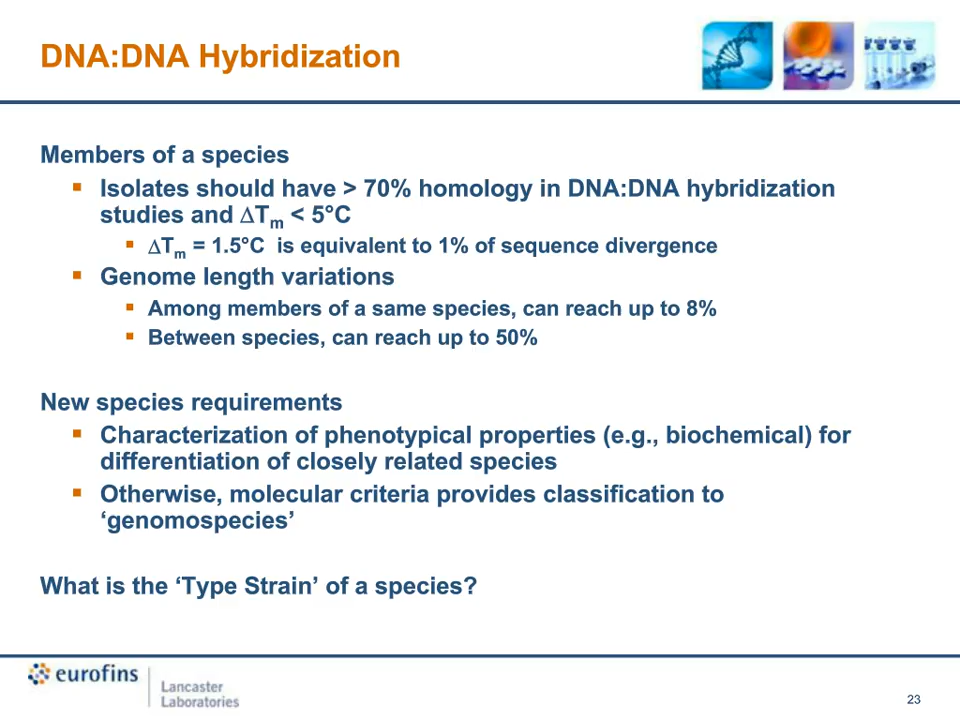 DNA:DNA Hybridization
Members of a species
▪ Isolates should have > 70% homology in DNA:DNA hybridization
studies and ∆Tm < 5°C
▪ ∆Tm = 1.5°C is equivalent to 1% of sequence divergence
▪ Genome length variations
▪ Among members of a same species, can reach up to 8%
▪ Between species, can reach up to 50%
New species requirements
▪ Characterization of phenotypical properties (e.g., biochemical) for
differentiation of closely related species
▪ Otherwise, molecular criteria provides classification to
‘genomospecies’
What is the ‘Type Strain’ of a species?
eurofins
Lancaster
Laboratories
23